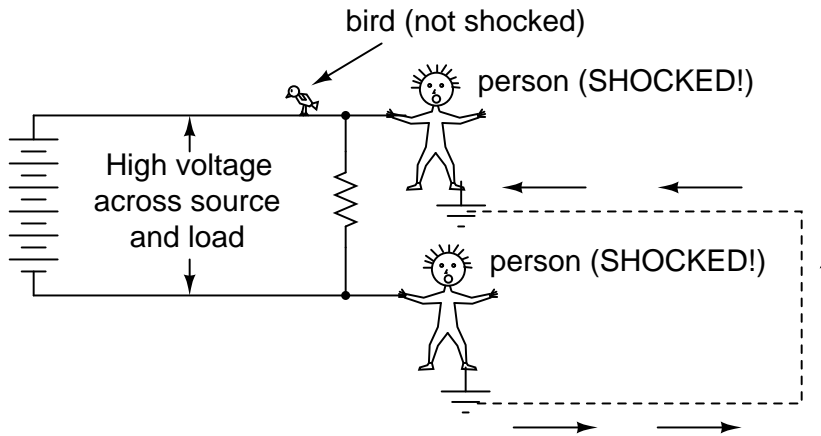 bird (not shocked)
person (SHOCKED!)
High voltage
across source
and load
person (SHOCKED!)